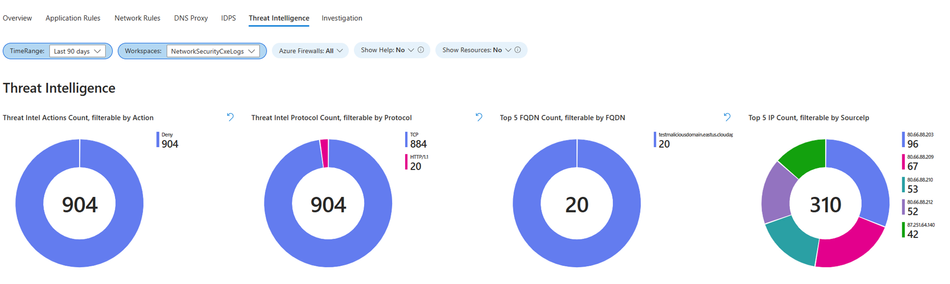 Overview Application Rules Network Rules DNS Proxy IDPS Threat Intelligence Investigation
TimeRange: Last 90 days Workspaces: NetworkSecurityCxeLogs Azure Firewalls: All Show Help: No Show Resources: No
Threat Intelligence
Threat Intel Actions Count, filterable by Action
Deny
904
904
Threat Intel Protocol Count, filterable by Protocol
TCP
884
HTTP/1.1
20
904
Top 5 FQDN Count, filterable by FQDN
testmaliciousdomain.eastus.cloudap
20
20
Top 5 IP Count, filterable by SourceIp
80.66.88.203
96
80.66.88.209
67
80.66.88.210
53
80.66.88.212
52
87.251.64.140
42
310